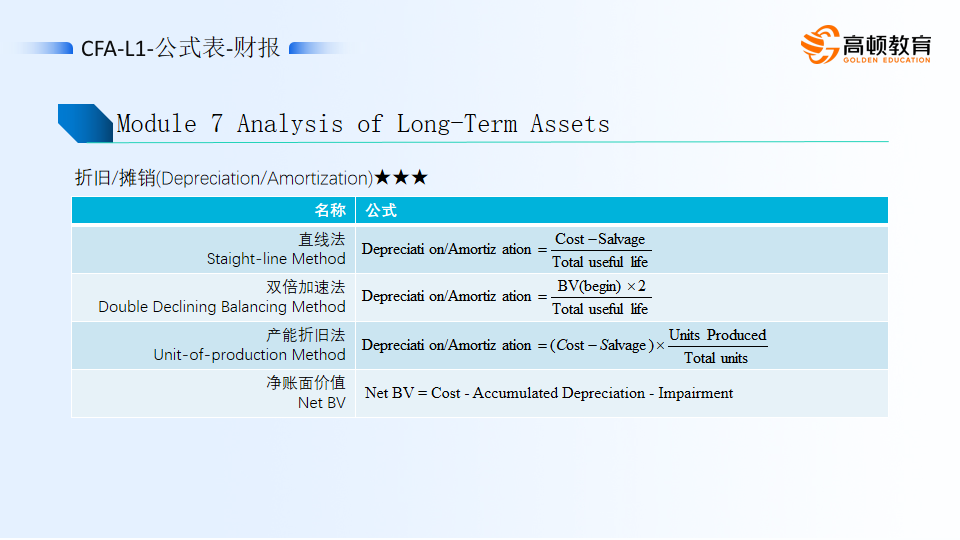 CFA-L1-公式表-财报
高顿教育
GOLDEN EDUCATION
Module 7 Analysis of Long-Term Assets
折旧/摊销(Depreciation/Amortization)★★★
名称 公式
直线法
Staight-line Method
Depreciati on/Amortiz ation = (Cost − Salvage) / (Total useful life)
双倍加速法
Double Declining Balancing Method
Depreciati on/Amortiz ation = (BV(begin) × 2) / (Total useful life)
产能折旧法
Unit-of-production Method
Depreciati on/Amortiz ation = (Cost − Salvage) × (Units Produced) / (Total units)
净账面价值
Net BV
Net BV = Cost - Accumulated Depreciation - Impairment